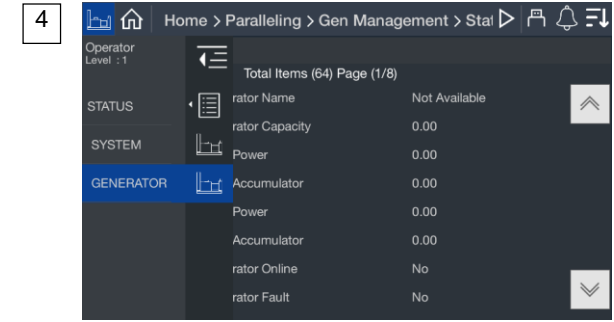 4
Home > Paralleling > Gen Management > Stat
Operator
Level : 1
Total Items (64) Page (1/8)
rator Name Not Available
STATUS
rator Capacity 0.00
SYSTEM
Power 0.00
GENERATOR
Accumulator 0.00
Power 0.00
Accumulator 0.00
rator Online No
rator Fault No